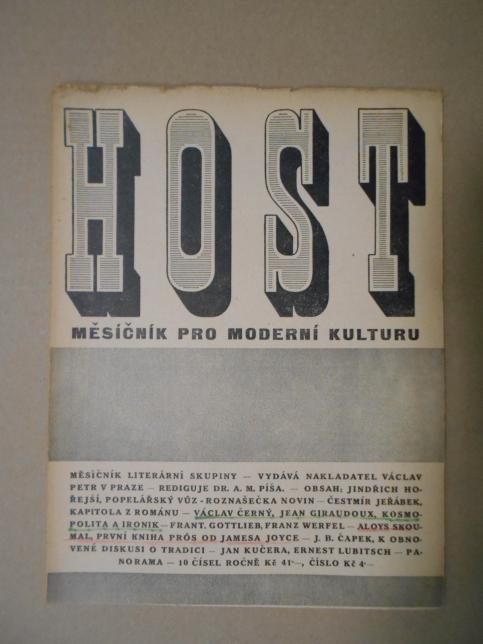 HOST
MĚSÍČNÍK PRO MODERNÍ KULTURU
MĚSÍČNÍK LITERÁRNÍ SKUPINY — VYDÁVÁ NAKLADATEL VÁCLAV
PETR V PRAZE — REDIGUJE DR. A. M. PÍŠA. — OBSAH: JINDŘICH HO-
ŘEJŠÍ, POPELÁŘSKÝ VŮZ - ROZNAŠEČKA NOVIN — ČESTMÍR JEŘÁBEK,
KAPITOLA Z ROMÁNU — VÁCLAV ČERNÝ, JEAN GIRAUDOUX, KOSMO-
POLITA A IRONIK — FRANT. GOTTLIEB, FRANZ WERFEL — ALOYS SKOU-
MAL, PRVNÍ KNIHA PRÓS OD JAMESA JOYCE — J. B. ČAPEK, K OBNO-
VENÉ DISKUSI O TRADICI — JAN KUČERA, ERNEST LUBITSCH — PA-
NORAMA — 10 ČÍSEL ROČNĚ Kč 41·—, ČÍSLO Kč 4·—